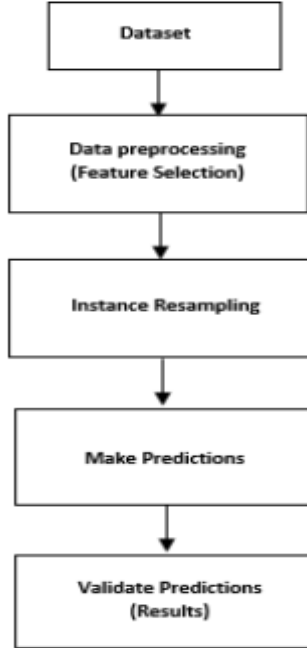 Dataset
Data preprocessing
(Feature Selection)
Instance Resampling
Make Predictions
Validate Predictions
(Results)